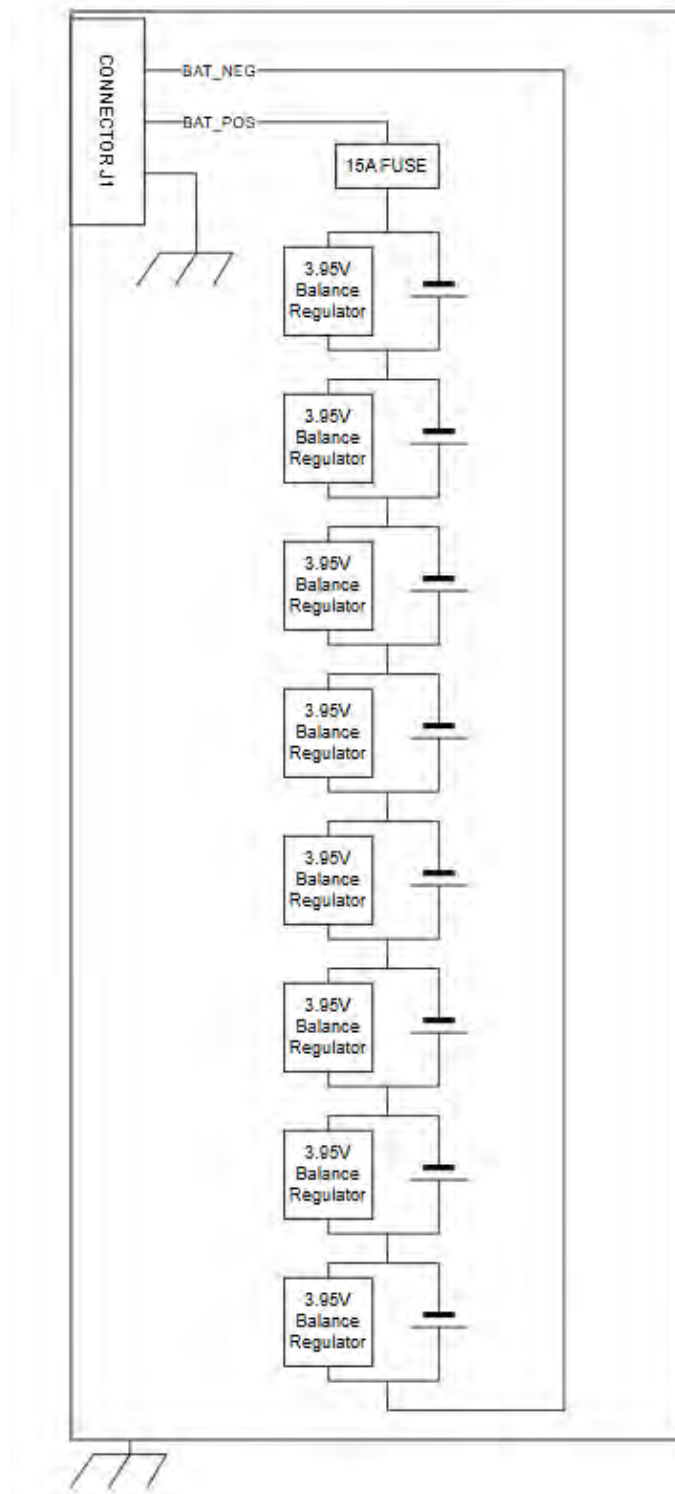 CONNECTOR J1
BAT_NEG
BAT_POS
15A FUSE
3.95V
Balance
Regulator
3.95V
Balance
Regulator
3.95V
Balance
Regulator
3.95V
Balance
Regulator
3.95V
Balance
Regulator
3.95V
Balance
Regulator
3.95V
Balance
Regulator
3.95V
Balance
Regulator